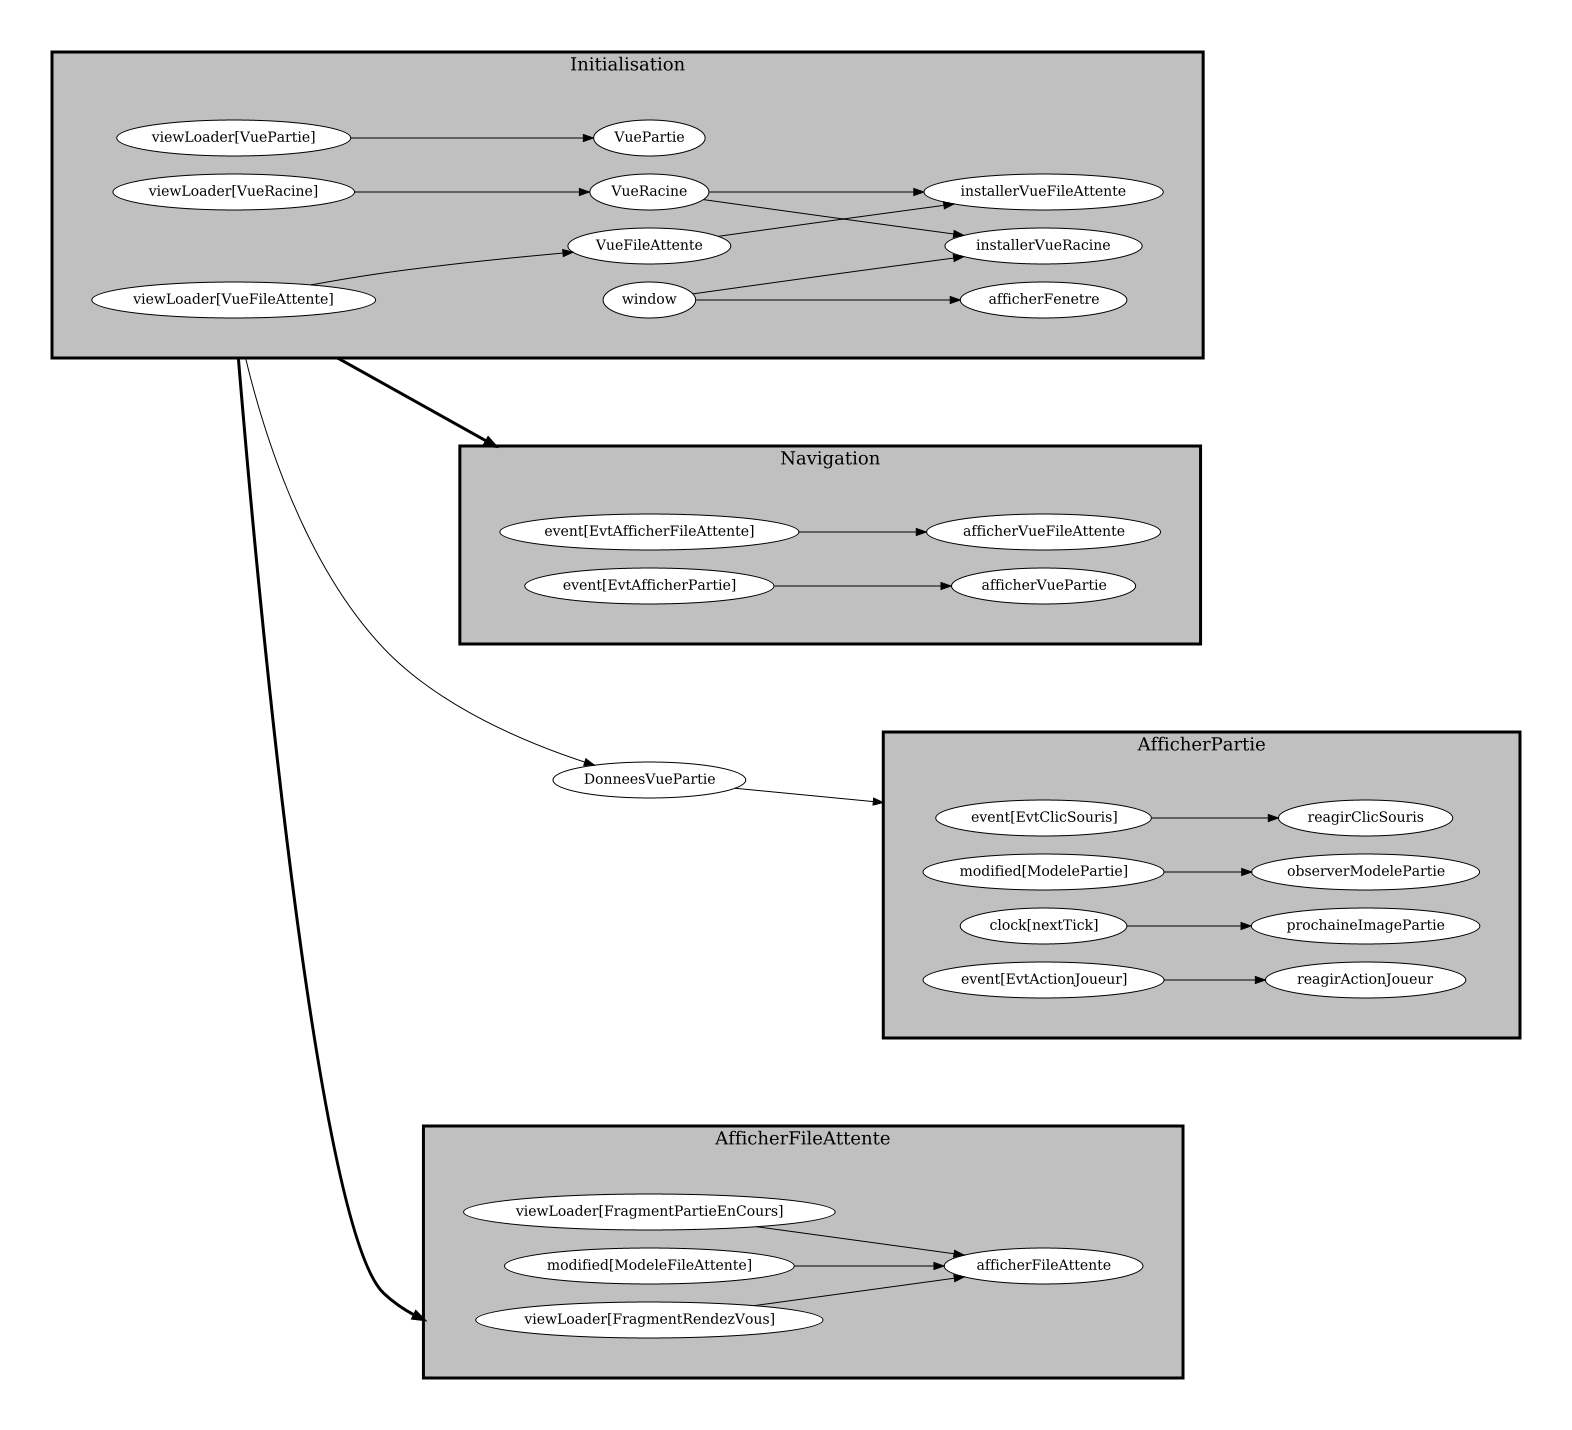 Initialisation
viewLoader[VuePartie]
VuePartie
viewLoader[VueRacine]
VueRacine
installerVueFileAttente
VueFileAttente
installerVueRacine
viewLoader[VueFileAttente]
window
afficherFenetre
Navigation
event[EvtAfficherFileAttente]
afficherVueFileAttente
event[EvtAfficherPartie]
afficherVuePartie
AfficherPartie
DonneesVuePartie
event[EvtClicSouris]
reagirClicSouris
modified[ModelePartie]
observerModelePartie
clock[nextTick]
prochaineImagePartie
event[EvtActionJoueur]
reagirActionJoueur
AfficherFileAttente
viewLoader[FragmentPartieEnCours]
modified[ModeleFileAttente]
afficherFileAttente
viewLoader[FragmentRendezVous]